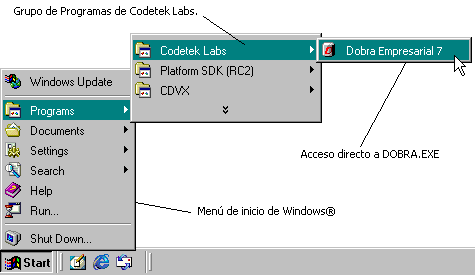 Grupo de Programas de Codetek Labs.
Codetek Labs
Dobra Empresarial 7
Platform SDK (RC2)
CDVX
Windows Update
Programs
Documents
Settings
Search
Help
Run...
Shut Down...
Start
Acceso directo a DOBRA.EXE
Menú de inicio de Windows®